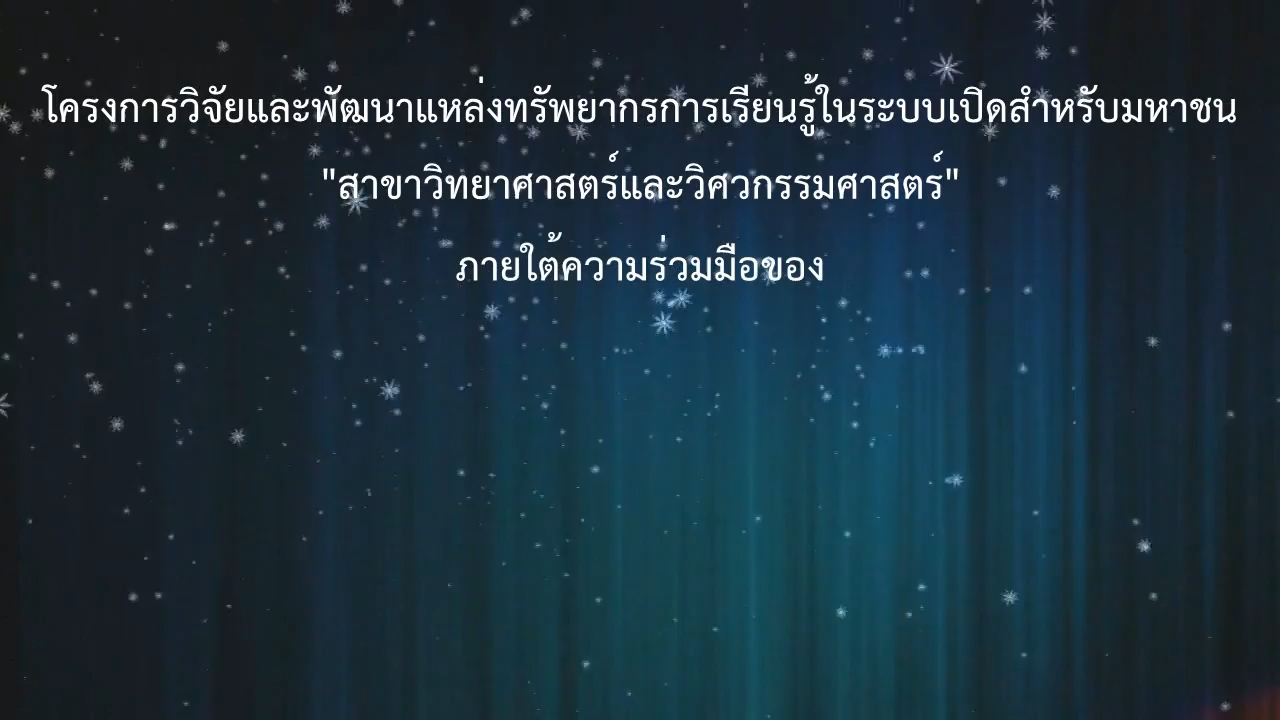 โครงการวิจัยและพัฒนาแหล่งทรัพยากรการเรียนรู้ในระบบเปิดสำหรับมหาชน
"สาขาวิทยาศาสตร์และวิศวกรรมศาสตร์"
ภายใต้ความร่วมมือของ